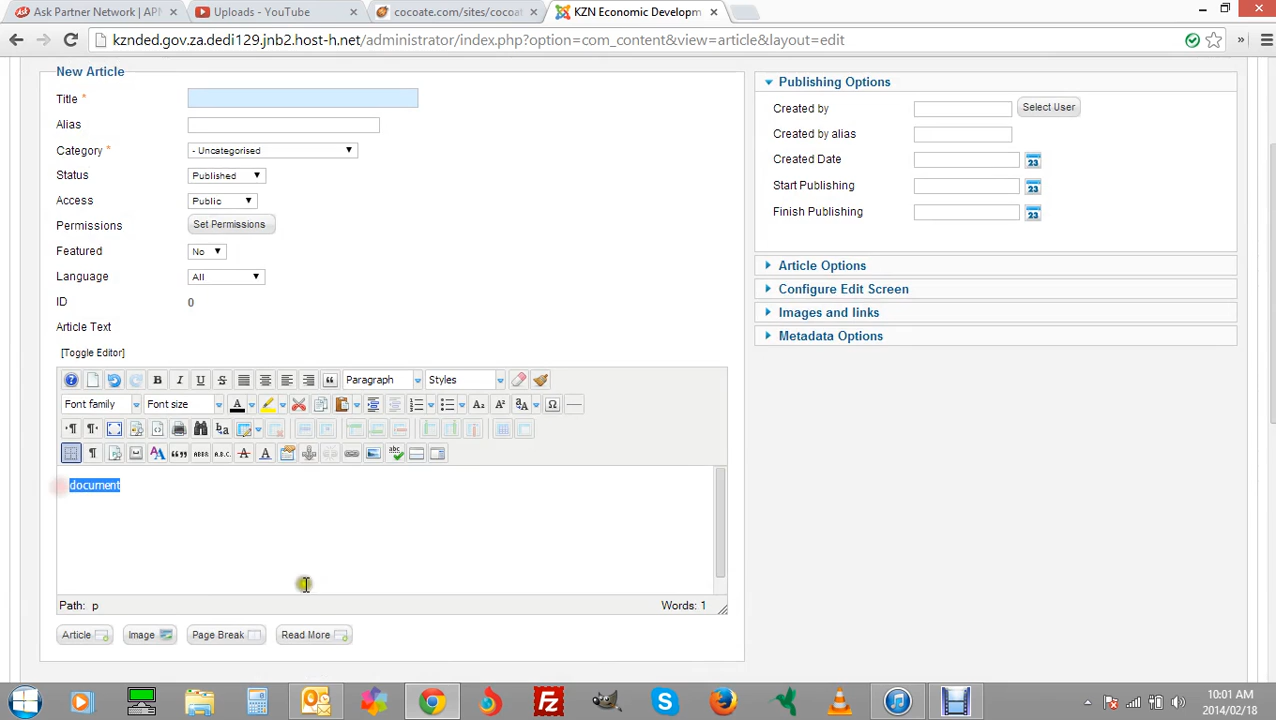 Ask Partner Network | APN
Uploads - YouTube
cocoate.com/sites/cocoat
KZN Economic Developm
kznded.gov.za.dedi129.jnb2.host-h.net/administrator/index.php?option=com_content&view=article&layout=edit
New Article
Title *
Alias
Category * - Uncategorised
Status Published
Access Public
Permissions Set Permissions
Featured No
Language All
ID 0
Article Text
[Toggle Editor]
Paragraph Styles
Font family Font size
document
Path: p Words: 1
Article Image Page Break Read More
Publishing Options
Created by Select User
Created by alias
Created Date 23
Start Publishing 23
Finish Publishing 23
Article Options
Configure Edit Screen
Images and links
Metadata Options
10:01 AM
2014/02/18